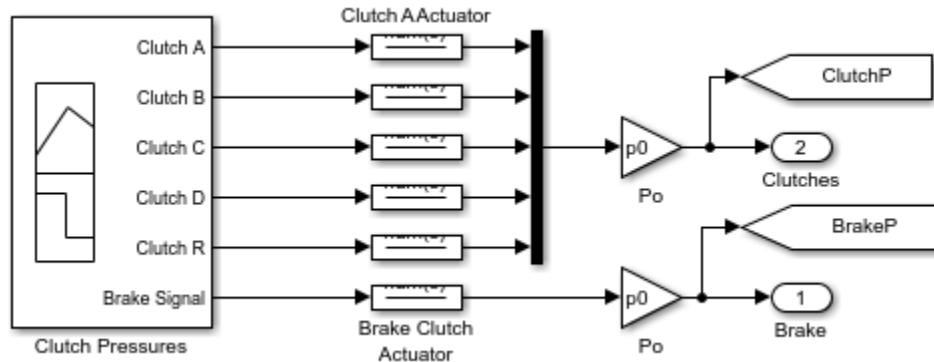 Clutch A Actuator
Clutch A
Clutch B
Clutch C
Clutch D
Clutch R
Brake Signal
Clutch Pressures
Brake Clutch
Actuator
p0
Po
ClutchP
2
Clutches
p0
Po
BrakeP
1
Brake